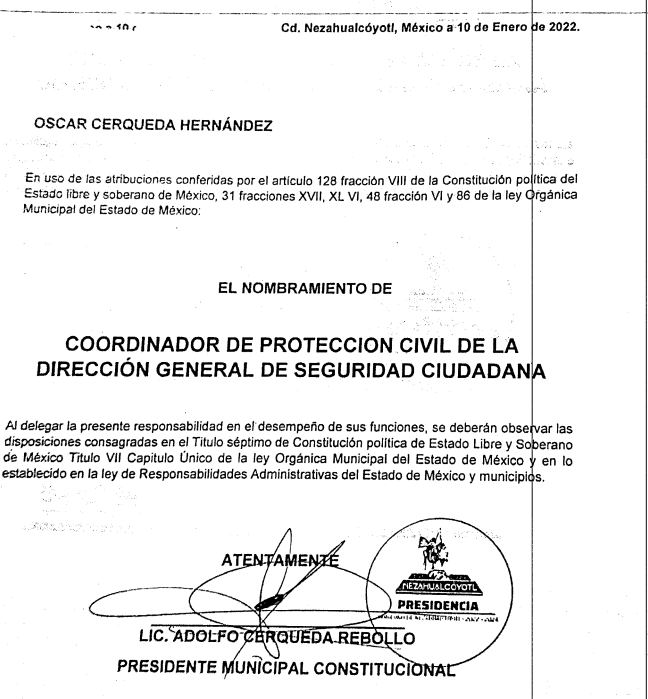 Cd. Nezahualcóyotl, México a 10 de Enero de 2022.
OSCAR CERQUEDA HERNÁNDEZ
En uso de las atribuciones conferidas por el artículo 128 fracción VIII de la Constitución política del
Estado libre y soberano de México, 31 fracciones XVII, XL VI, 48 fracción VI y 86 de la ley Orgánica
Municipal del Estado de México:
EL NOMBRAMIENTO DE
COORDINADOR DE PROTECCION CIVIL DE LA
DIRECCIÓN GENERAL DE SEGURIDAD CIUDADANA
Al delegar la presente responsabilidad en el desempeño de sus funciones, se deberán observar las
disposiciones consagradas en el Titulo séptimo de Constitución política de Estado Libre y Soberano
de México Titulo VII Capitulo Único de la ley Orgánica Municipal del Estado de México y en lo
establecido en la ley de Responsabilidades Administrativas del Estado de México y municipios.
ATENTAMENTE
NEZAHUALCÓYOTL
PRESIDENCIA
2022 - 2024
LIC. ADOLFO CERQUEDA REBOLLO
PRESIDENTE MUNICIPAL CONSTITUCIONAL